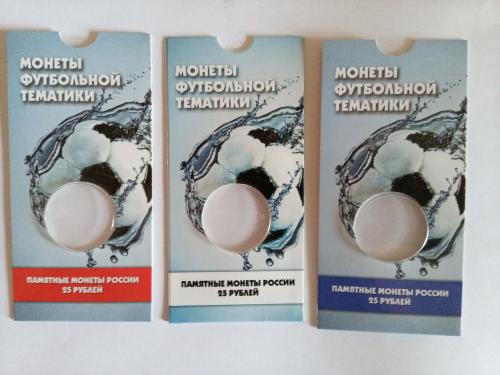 МОНЕТЫ
ФУТБОЛЬНОЙ
ТЕМАТИКИ
ПАМЯТНЫЕ МОНЕТЫ РОССИИ
25 РУБЛЕЙ
МОНЕТЫ
ФУТБОЛЬНОЙ
ТЕМАТИКИ
ПАМЯТНЫЕ МОНЕТЫ РОССИИ
25 РУБЛЕЙ
МОНЕТЫ
ФУТБОЛЬНОЙ
ТЕМАТИКИ
ПАМЯТНЫЕ МОНЕТЫ РОССИИ
25 РУБЛЕЙ